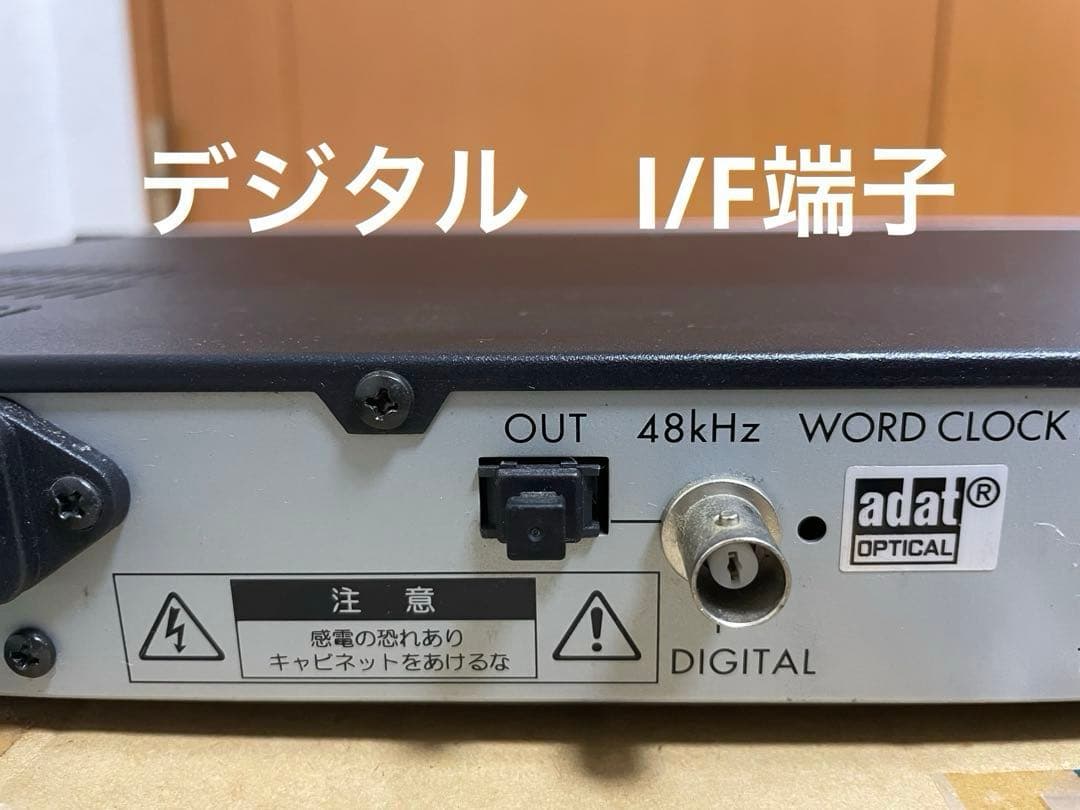 デジタル　I/F端子
OUT 48kHz WORD CLOCK
adat®
OPTICAL
注 意
感電の恐れあり
キャビネットをあけるな
DIGITAL